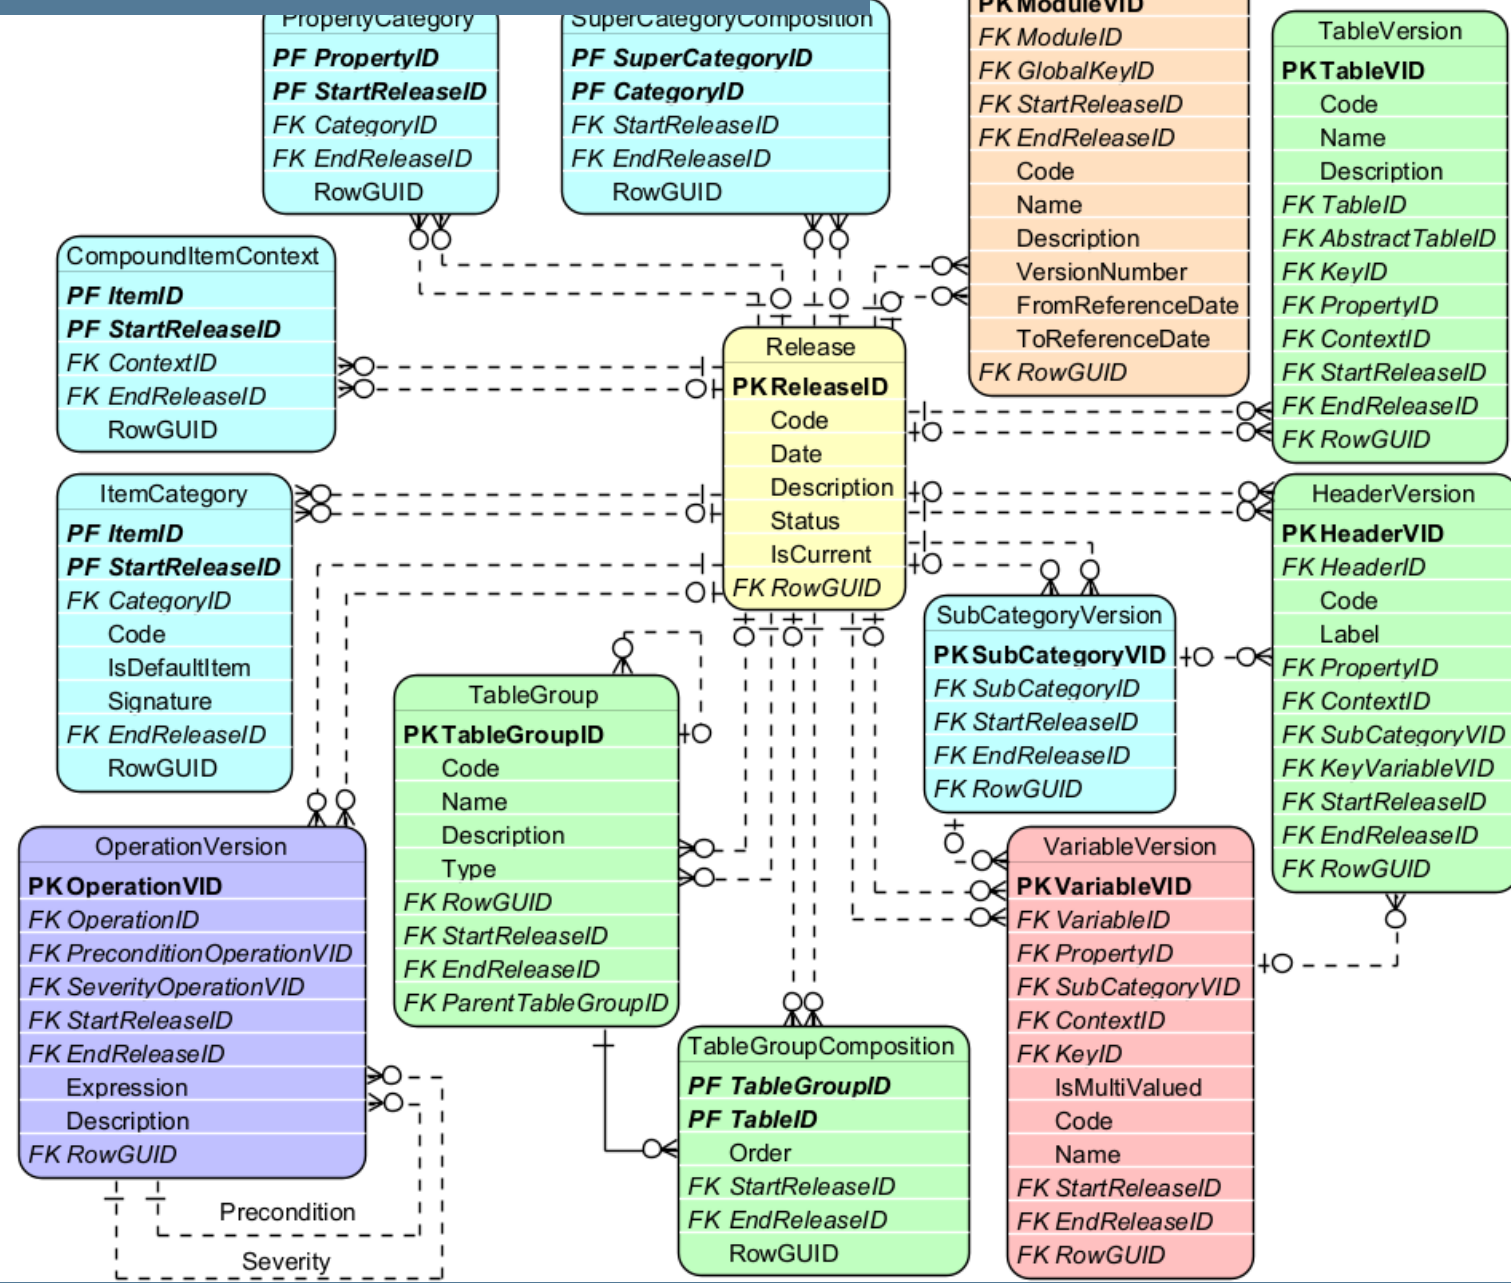 PropertyCategory
PF PropertyID
PF StartReleaseID
FK CategoryID
FK EndReleaseID
RowGUID
SuperCategoryComposition
PF SuperCategoryID
PF CategoryID
FK StartReleaseID
FK EndReleaseID
RowGUID
PK ModuleVID
FK ModuleID
FK GlobalKeyID
FK StartReleaseID
FK EndReleaseID
Code
Name
Description
VersionNumber
FromReferenceDate
ToReferenceDate
FK RowGUID
TableVersion
PK TableVID
Code
Name
Description
FK TableID
FK AbstractTableID
FK KeyID
FK PropertyID
FK ContextID
FK StartReleaseID
FK EndReleaseID
FK RowGUID
CompoundItemContext
PF ItemID
PF StartReleaseID
FK ContextID
FK EndReleaseID
RowGUID
Release
PK ReleaseID
Code
Date
Description
Status
IsCurrent
FK RowGUID
ItemCategory
PF ItemID
PF StartReleaseID
FK CategoryID
Code
IsDefaultItem
Signature
FK EndReleaseID
RowGUID
HeaderVersion
PK HeaderVID
FK HeaderID
Code
Label
FK PropertyID
FK ContextID
FK SubCategoryVID
FK KeyVariableVID
FK StartReleaseID
FK EndReleaseID
FK RowGUID
SubCategoryVersion
PK SubCategoryVID
FK SubCategoryID
FK StartReleaseID
FK EndReleaseID
FK RowGUID
TableGroup
PK TableGroupID
Code
Name
Description
Type
FK RowGUID
FK StartReleaseID
FK EndReleaseID
FK ParentTableGroupID
OperationVersion
PK OperationVID
FK OperationID
FK PreconditionOperationVID
FK SeverityOperationVID
FK StartReleaseID
FK EndReleaseID
Expression
Description
FK RowGUID
Precondition
Severity
TableGroupComposition
PF TableGroupID
PF TableID
Order
FK StartReleaseID
FK EndReleaseID
RowGUID
VariableVersion
PK VariableVID
FK VariableID
FK PropertyID
FK SubCategoryVID
FK ContextID
FK KeyID
IsMultiValued
Code
Name
FK StartReleaseID
FK EndReleaseID
FK RowGUID